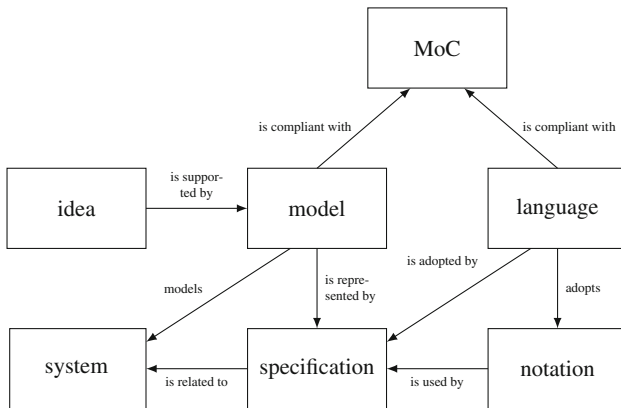 MoC
is compliant with
is compliant with
is suppor-
ted by
idea
model
language
models
is repre-
sented by
is adopted by
adopts
system
specification
notation
is related to
is used by